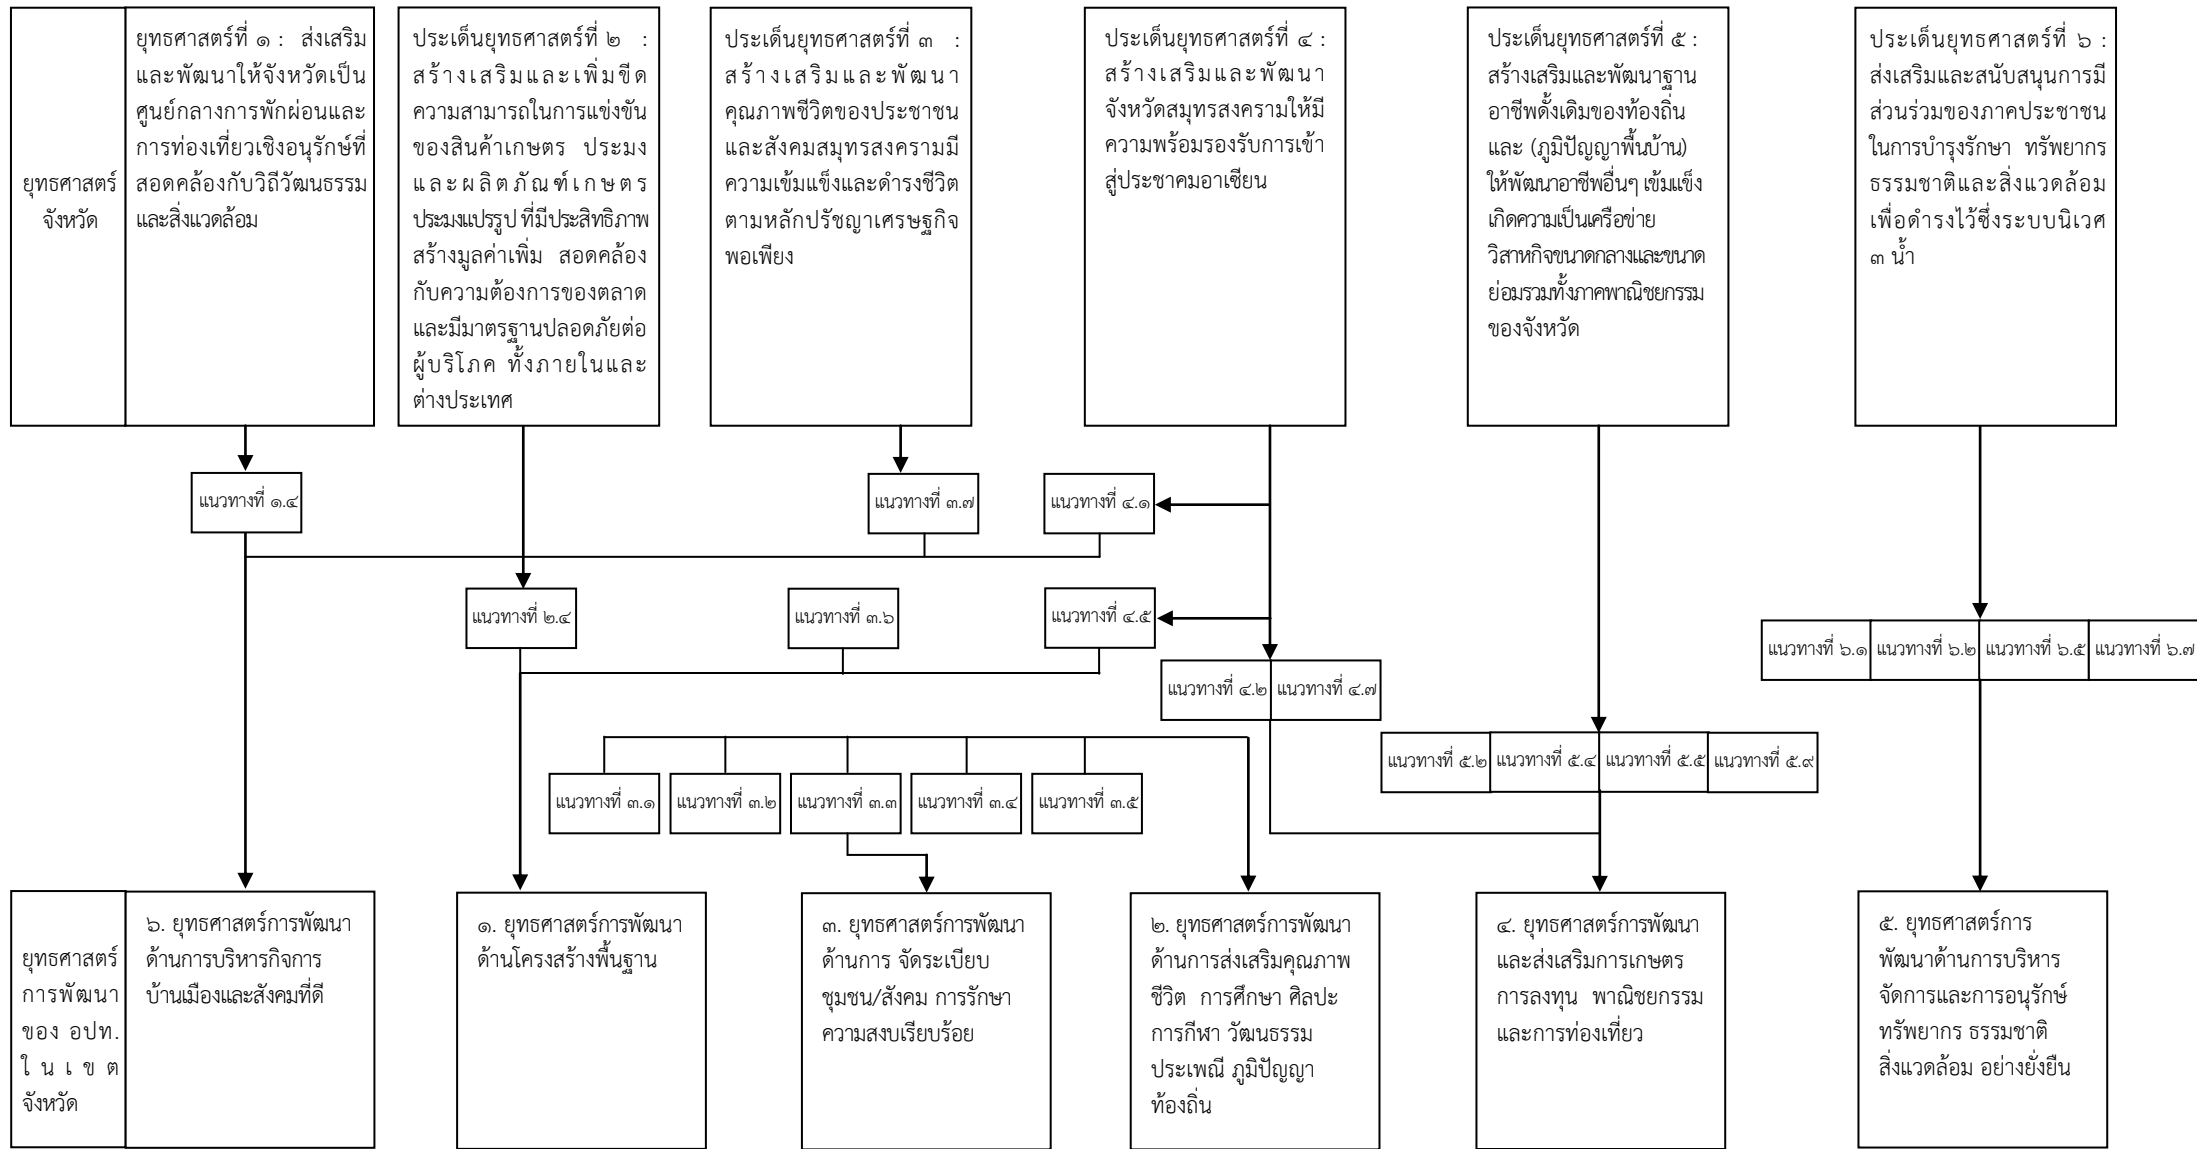 ยุทธศาสตร์
จังหวัด
ยุทธศาสตร์ที่ ๑ : ส่งเสริม
และพัฒนาให้จังหวัดเป็น
ศูนย์กลางการพักผ่อนและ
การท่องเที่ยวเชิงอนุรักษ์ที่
สอดคล้องกับวิถีวัฒนธรรม
และสิ่งแวดล้อม
ประเด็นยุทธศาสตร์ที่ ๒ :
สร้างเสริมและเพิ่มขีด
ความสามารถในการแข่งขัน
ของสินค้าเกษตร ประมง
และผลิตภัณฑ์เกษตร
ประมงแปรรูป ที่มีประสิทธิภาพ
สร้างมูลค่าเพิ่ม สอดคล้อง
กับความต้องการของตลาด
และมีมาตรฐานปลอดภัยต่อ
ผู้บริโภค ทั้งภายในและ
ต่างประเทศ
ประเด็นยุทธศาสตร์ที่ ๓ :
สร้างเสริมและพัฒนา
คุณภาพชีวิตของประชาชน
และสังคมสมุทรสงครามมี
ความเข้มแข็งและดำรงชีวิต
ตามหลักปรัชญาเศรษฐกิจ
พอเพียง
ประเด็นยุทธศาสตร์ที่ ๔ :
สร้างเสริมและพัฒนา
จังหวัดสมุทรสงครามให้มี
ความพร้อมรองรับการเข้า
สู่ประชาคมอาเซียน
ประเด็นยุทธศาสตร์ที่ ๕ :
สร้างเสริมและพัฒนาฐาน
อาชีพดั้งเดิมของท้องถิ่น
และ (ภูมิปัญญาพื้นบ้าน)
ให้พัฒนาอาชีพอื่นๆ เข้มแข็ง
เกิดความเป็นเครือข่าย
วิสาหกิจขนาดกลางและขนาด
ย่อมรวมทั้งภาคพาณิชยกรรม
ของจังหวัด
ประเด็นยุทธศาสตร์ที่ ๖ :
ส่งเสริมและสนับสนุนการมี
ส่วนร่วมของภาคประชาชน
ในการบำรุงรักษา ทรัพยากร
ธรรมชาติและสิ่งแวดล้อม
เพื่อดำรงไว้ซึ่งระบบนิเวศ
๓ น้ำ
แนวทางที่ ๑.๔
แนวทางที่ ๓.๗
แนวทางที่ ๔.๑
แนวทางที่ ๒.๔
แนวทางที่ ๓.๖
แนวทางที่ ๔.๕
แนวทางที่ ๖.๑
แนวทางที่ ๖.๒
แนวทางที่ ๖.๕
แนวทางที่ ๖.๗
แนวทางที่ ๔.๒
แนวทางที่ ๔.๗
แนวทางที่ ๕.๒
แนวทางที่ ๕.๔
แนวทางที่ ๕.๕
แนวทางที่ ๕.๙
แนวทางที่ ๓.๑
แนวทางที่ ๓.๒
แนวทางที่ ๓.๓
แนวทางที่ ๓.๔
แนวทางที่ ๓.๕
ยุทธศาสตร์
การพัฒนา
ของ อปท.
ในเขต
จังหวัด
๖. ยุทธศาสตร์การพัฒนา
ด้านการบริหารกิจการ
บ้านเมืองและสังคมที่ดี
๑. ยุทธศาสตร์การพัฒนา
ด้านโครงสร้างพื้นฐาน
๓. ยุทธศาสตร์การพัฒนา
ด้านการ จัดระเบียบ
ชุมชน/สังคม การรักษา
ความสงบเรียบร้อย
๒. ยุทธศาสตร์การพัฒนา
ด้านการส่งเสริมคุณภาพ
ชีวิต การศึกษา ศิลปะ
การกีฬา วัฒนธรรม
ประเพณี ภูมิปัญญา
ท้องถิ่น
๔. ยุทธศาสตร์การพัฒนา
และส่งเสริมการเกษตร
การลงทุน พาณิชยกรรม
และการท่องเที่ยว
๕. ยุทธศาสตร์การ
พัฒนาด้านการบริหาร
จัดการและการอนุรักษ์
ทรัพยากร ธรรมชาติ
สิ่งแวดล้อม อย่างยั่งยืน